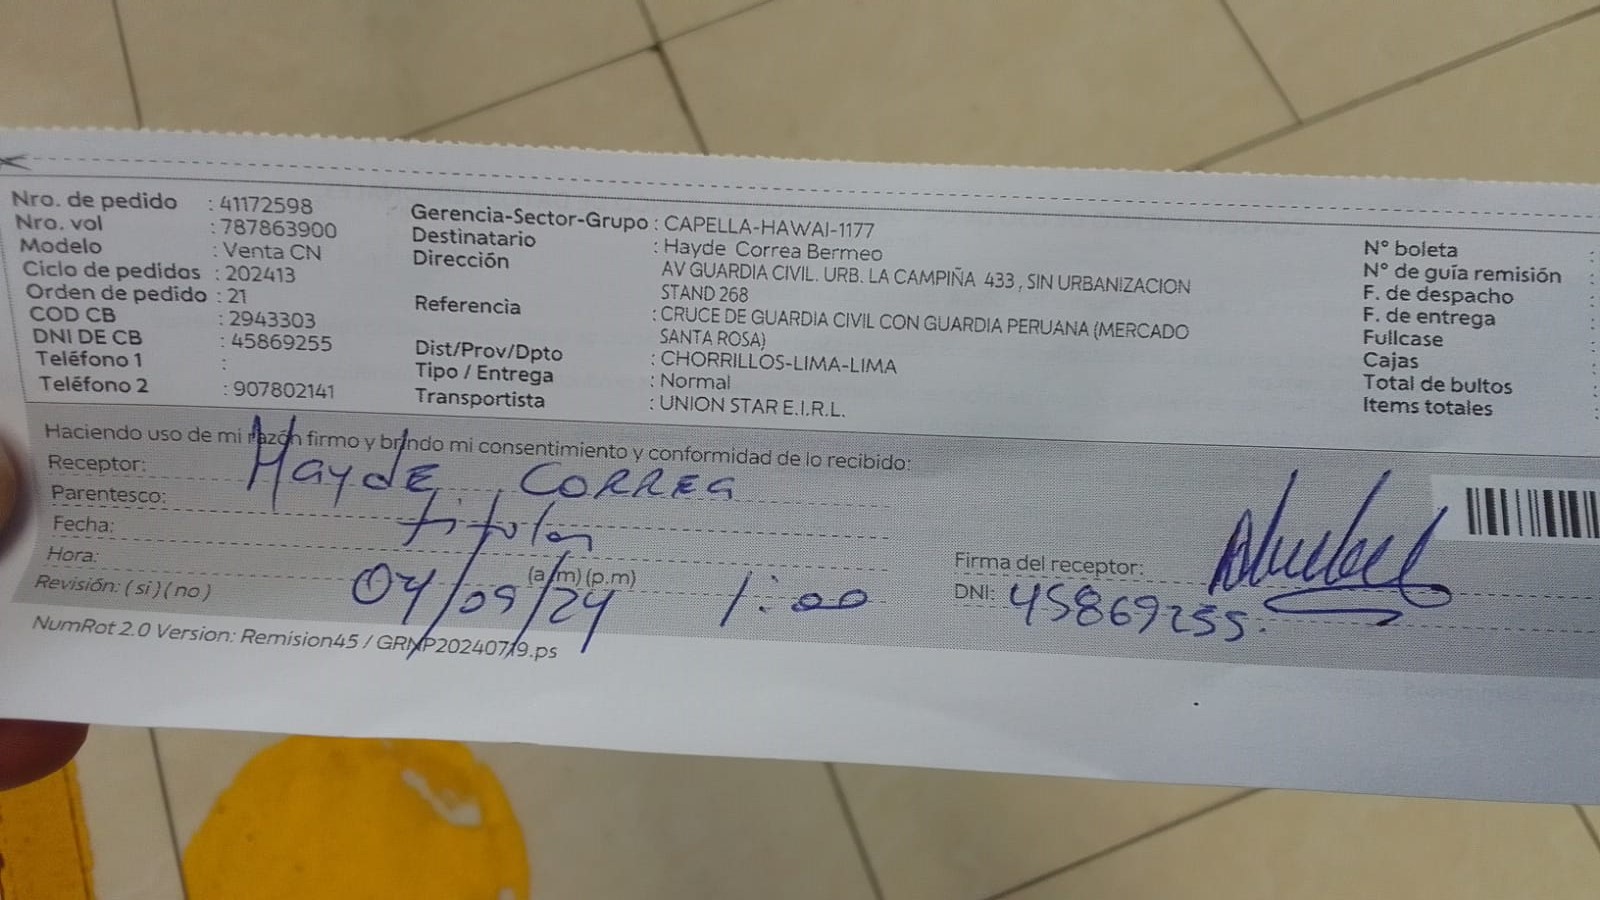 Nro. de pedido : 41172598
Nro. vol : 787863900
Modelo : Venta CN
Ciclo de pedidos : 202413
Orden de pedido : 21
COD CB : 2943303
DNI DE CB : 45869255
Teléfono 1 :
Teléfono 2 : 907802141
Gerencia-Sector-Grupo : CAPELLA-HAWAI-1177
Destinatario : Hayde Correa Bermeo
Dirección AV GUARDIA CIVIL. URB. LA CAMPIÑA 433, SIN URBANIZACION
STAND 268
Referencia : CRUCE DE GUARDIA CIVIL CON GUARDIA PERUANA (MERCADO
SANTA ROSA)
Dist/Prov/Dpto : CHORRILLOS-LIMA-LIMA
Tipo / Entrega : Normal
Transportista : UNION STAR E.I.R.L.
N° boleta :
N° de guía remisión :
F. de despacho :
F. de entrega :
Fullcase :
Cajas :
Total de bultos :
Items totales :
Haciendo uso de mi razón firmo y brindo mi consentimiento y conformidad de lo recibido:
Receptor: Haydé. CORREA
Parentesco: titular
Fecha: 04/09/24
Hora: (a.m) (p.m) 1:00
Revisión: ( si ) ( no )
Firma del receptor:
DNI: 45869255.
NumRot 2.0 Version: Remision45 / GRNP20240719.ps